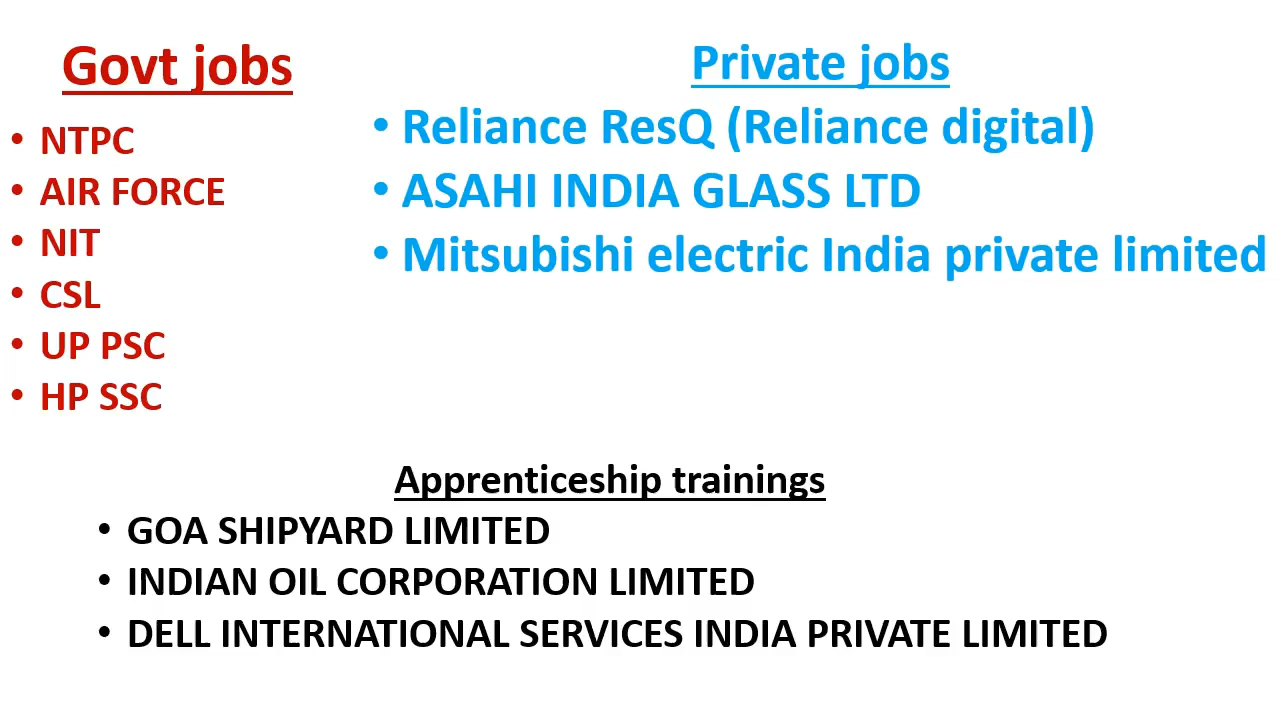 Govt jobs
• NTPC
• AIR FORCE
• NIT
• CSL
• UP PSC
• HP SSC
Private jobs
• Reliance ResQ (Reliance digital)
• ASAHI INDIA GLASS LTD
• Mitsubishi electric India private limited
Apprenticeship trainings
• GOA SHIPYARD LIMITED
• INDIAN OIL CORPORATION LIMITED
• DELL INTERNATIONAL SERVICES INDIA PRIVATE LIMITED